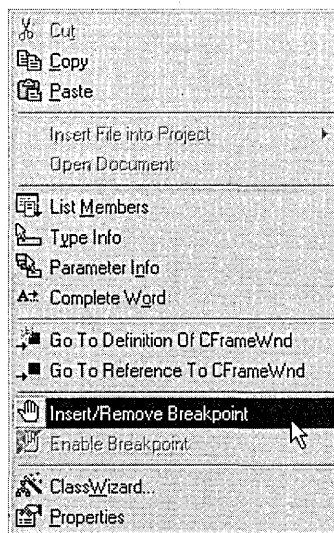 Cut
Copy
Paste
Insert File into Project
Open Document
List Members
Type Info
Parameter Info
Complete Word
Go To Definition Of CFrameWnd
Go To Reference To CFrameWnd
Insert/Remove Breakpoint
Enable Breakpoint
ClassWizard...
Properties